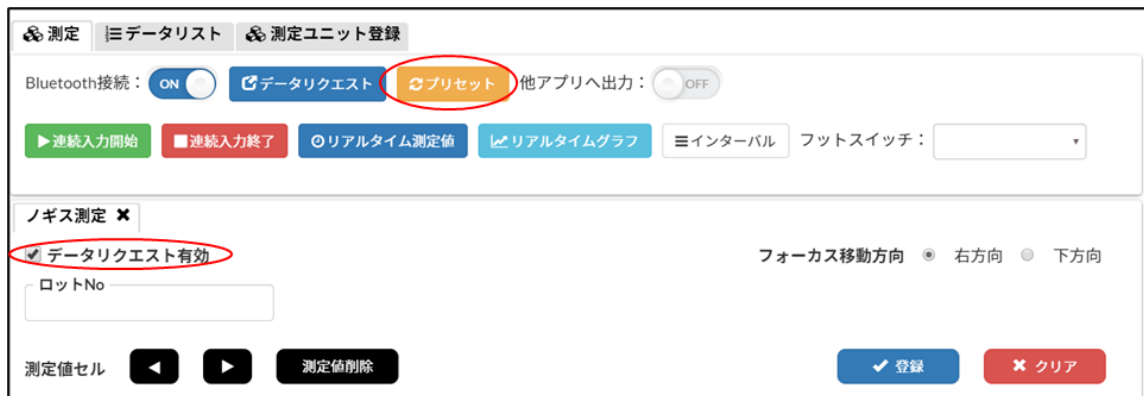 測定 データリスト 測定ユニット登録
Bluetooth接続： ON データリクエスト プリセット 他アプリへ出力： OFF
連続入力開始 連続入力終了 リアルタイム測定値 リアルタイムグラフ インターバル フットスイッチ：
ノギス測定
データリクエスト有効 フォーカス移動方向 右方向 下方向
ロットNo
測定値セル 測定値削除 登録 クリア